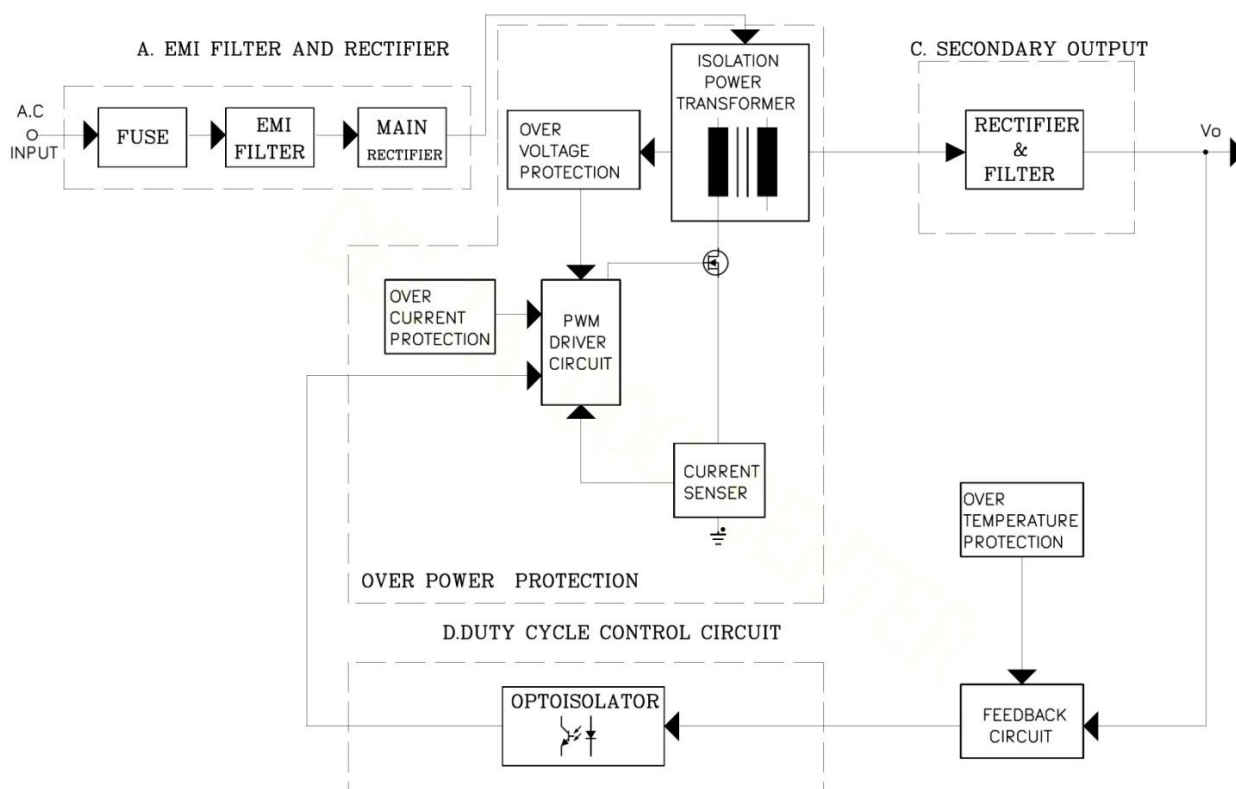 A. EMI FILTER AND RECTIFIER
A.C
INPUT
FUSE
EMI
FILTER
MAIN
RECTIFIER
ISOLATION
POWER
TRANSFORMER
OVER
VOLTAGE
PROTECTION
C. SECONDARY OUTPUT
RECTIFIER
&
FILTER
Vo
OVER
CURRENT
PROTECTION
PWM
DRIVER
CIRCUIT
CURRENT
SENSER
OVER
TEMPERATURE
PROTECTION
OVER POWER PROTECTION
D.DUTY CYCLE CONTROL CIRCUIT
OPTOISOLATOR
FEEDBACK
CIRCUIT